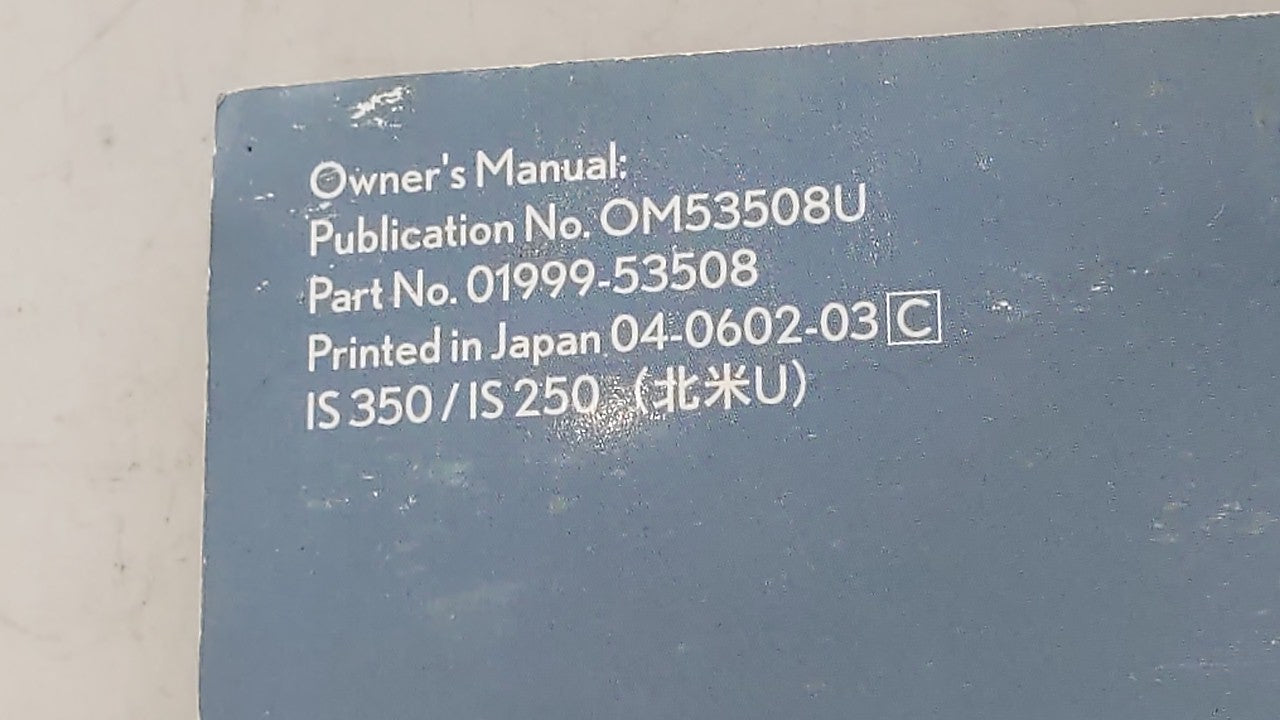 Owner's Manual:
Publication No. OM53508U
Part No. 01999-53508
Printed in Japan 04-0602-03 C
IS 350 / IS 250 (北米U)